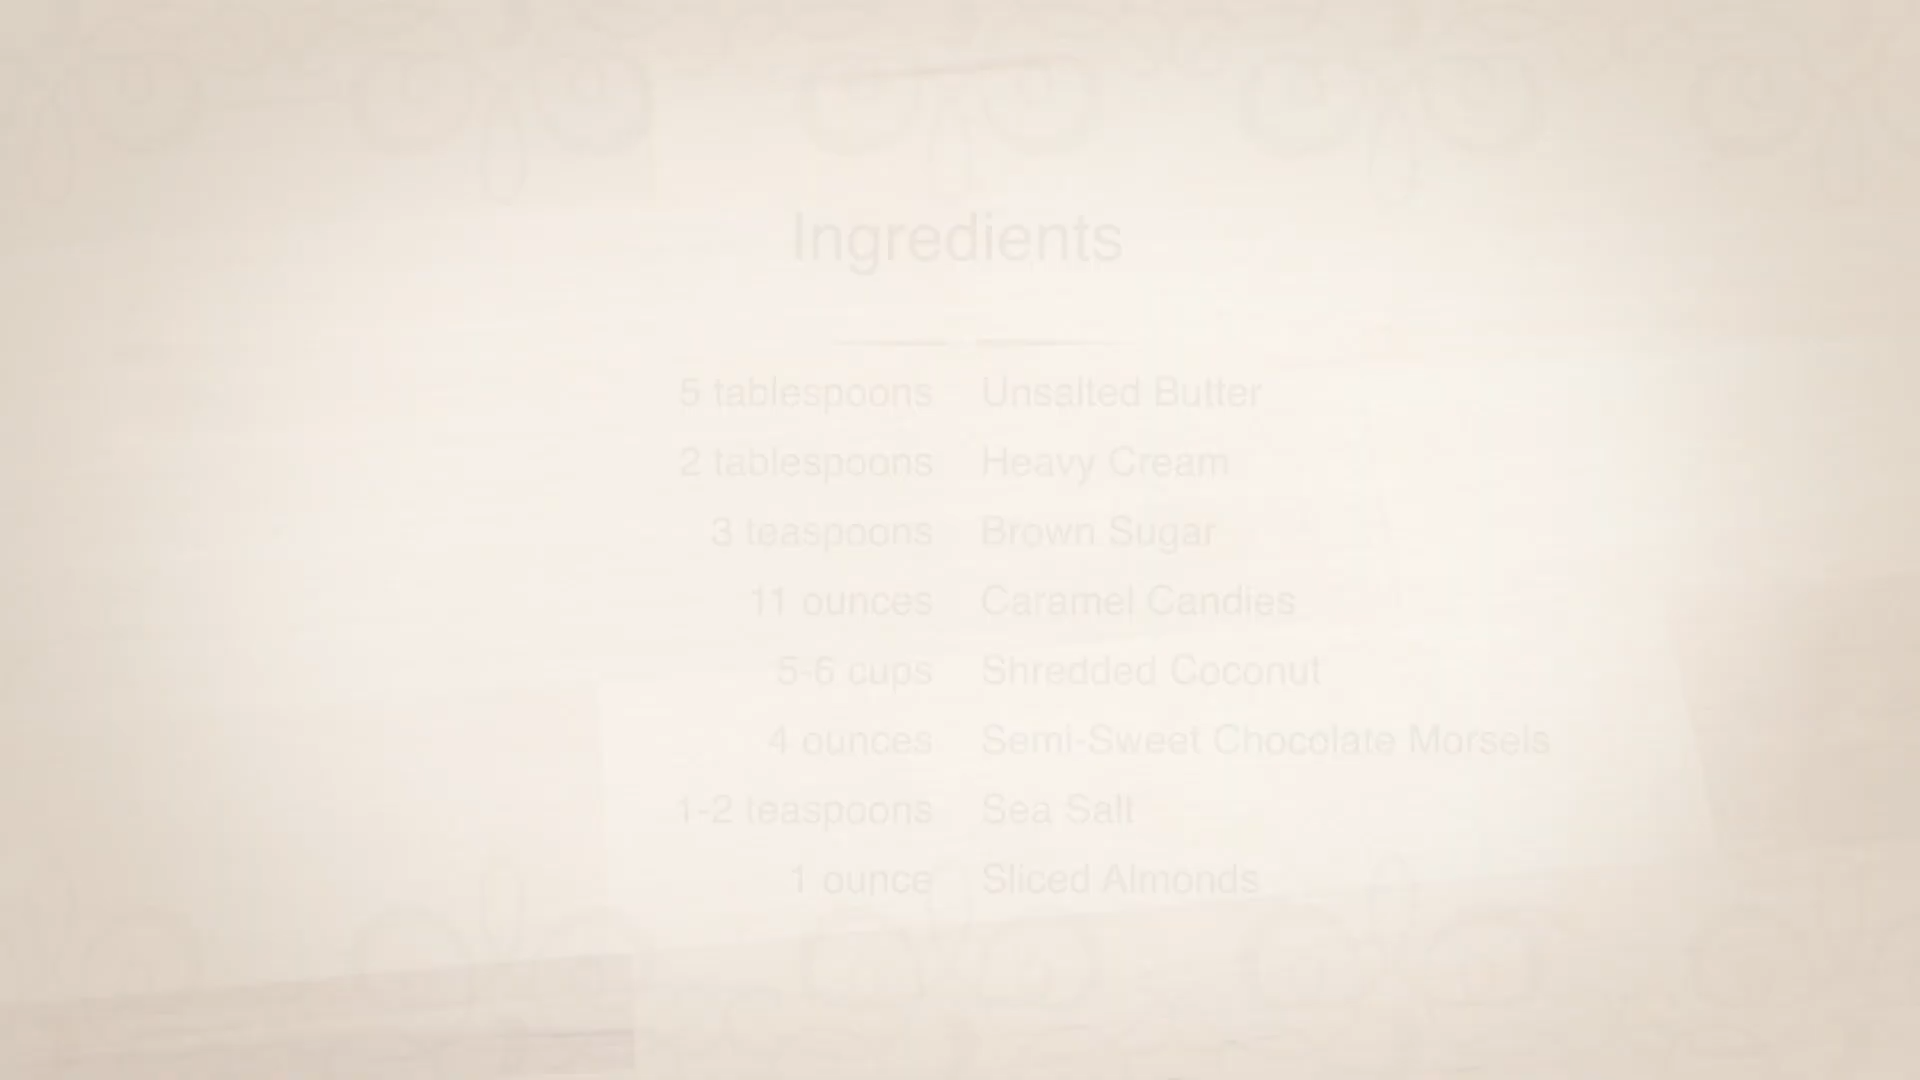 Ingredients
5 tablespoons Unsalted Butter
2 tablespoons Heavy Cream
3 teaspoons Brown Sugar
11 ounces Caramel Candies
5-6 cups Shredded Coconut
4 ounces Semi-Sweet Chocolate Morsels
1-2 teaspoons Sea Salt
1 ounce Sliced Almonds